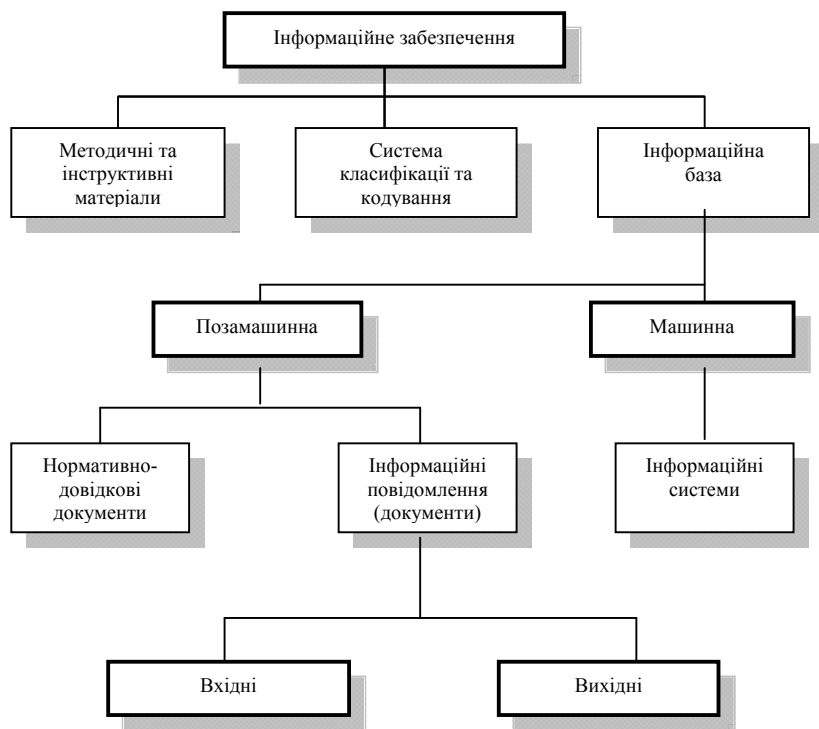 Інформаційне забезпечення
Методичні та
інструктивні
матеріали
Система
класифікації та
кодування
Інформаційна
база
Позамашинна
Машинна
Нормативно-
довідкові
документи
Інформаційні
повідомлення
(документи)
Інформаційні
системи
Вхідні
Вихідні